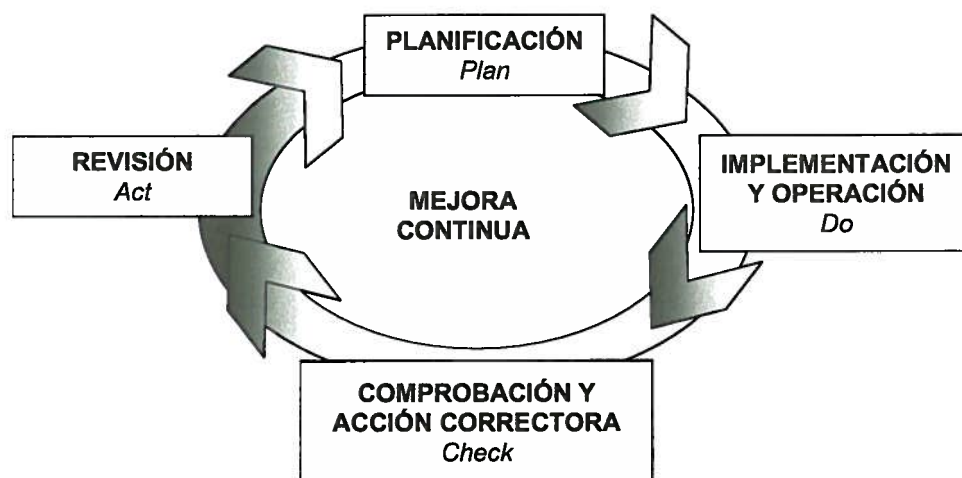 PLANIFICACIÓN
Plan
REVISIÓN
Act
MEJORA
CONTINUA
IMPLEMENTACIÓN
Y OPERACIÓN
Do
COMPROBACIÓN Y
ACCIÓN CORRECTORA
Check